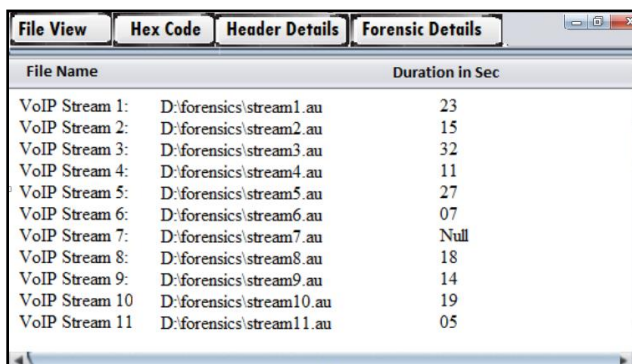 File View Hex Code Header Details Forensic Details
File Name Duration in Sec
VoIP Stream 1: D:\forensics\stream1.au 23
VoIP Stream 2: D:\forensics\stream2.au 15
VoIP Stream 3: D:\forensics\stream3.au 32
VoIP Stream 4: D:\forensics\stream4.au 11
VoIP Stream 5: D:\forensics\stream5.au 27
VoIP Stream 6: D:\forensics\stream6.au 07
VoIP Stream 7: D:\forensics\stream7.au Null
VoIP Stream 8: D:\forensics\stream8.au 18
VoIP Stream 9: D:\forensics\stream9.au 14
VoIP Stream 10 D:\forensics\stream10.au 19
VoIP Stream 11 D:\forensics\stream11.au 05